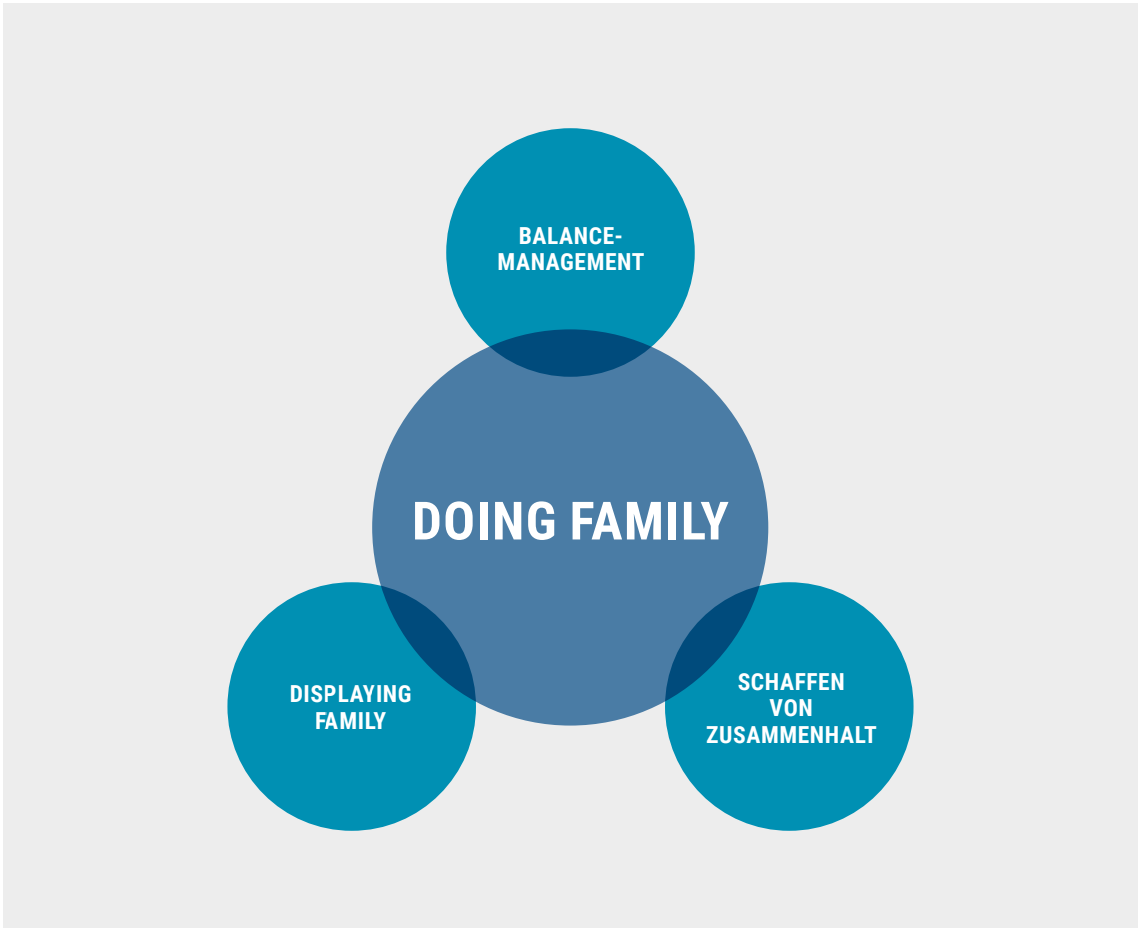 BALANCE-
MANAGEMENT
DOING FAMILY
DISPLAYING
FAMILY
SCHAFFEN
VON
ZUSAMMENHALT